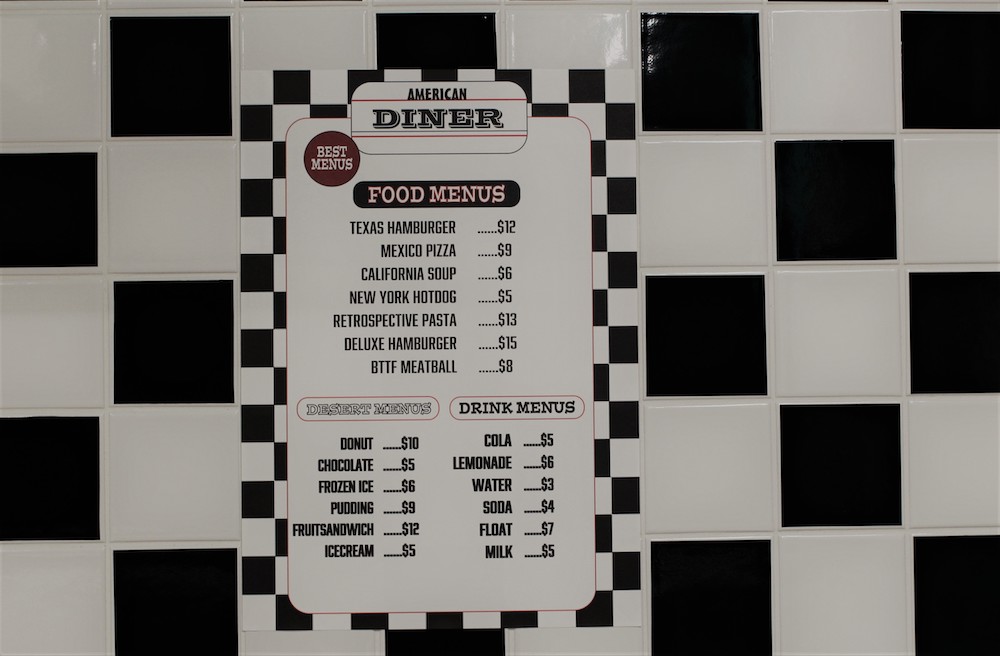 AMERICAN
DINER
BEST
MENUS
FOOD MENUS
TEXAS HAMBURGER ......$12
MEXICO PIZZA ......$9
CALIFORNIA SOUP ......$6
NEW YORK HOTDOG ......$5
RETROSPECTIVE PASTA ......$13
DELUXE HAMBURGER ......$15
BTTF MEATBALL ......$8
DESERT MENUS
DONUT ......$10
CHOCOLATE ......$5
FROZEN ICE ......$6
PUDDING ......$9
FRUITSANDWICH ......$12
ICECREAM ......$5
DRINK MENUS
COLA ......$5
LEMONADE ......$6
WATER ......$3
SODA ......$4
FLOAT ......$7
MILK ......$5